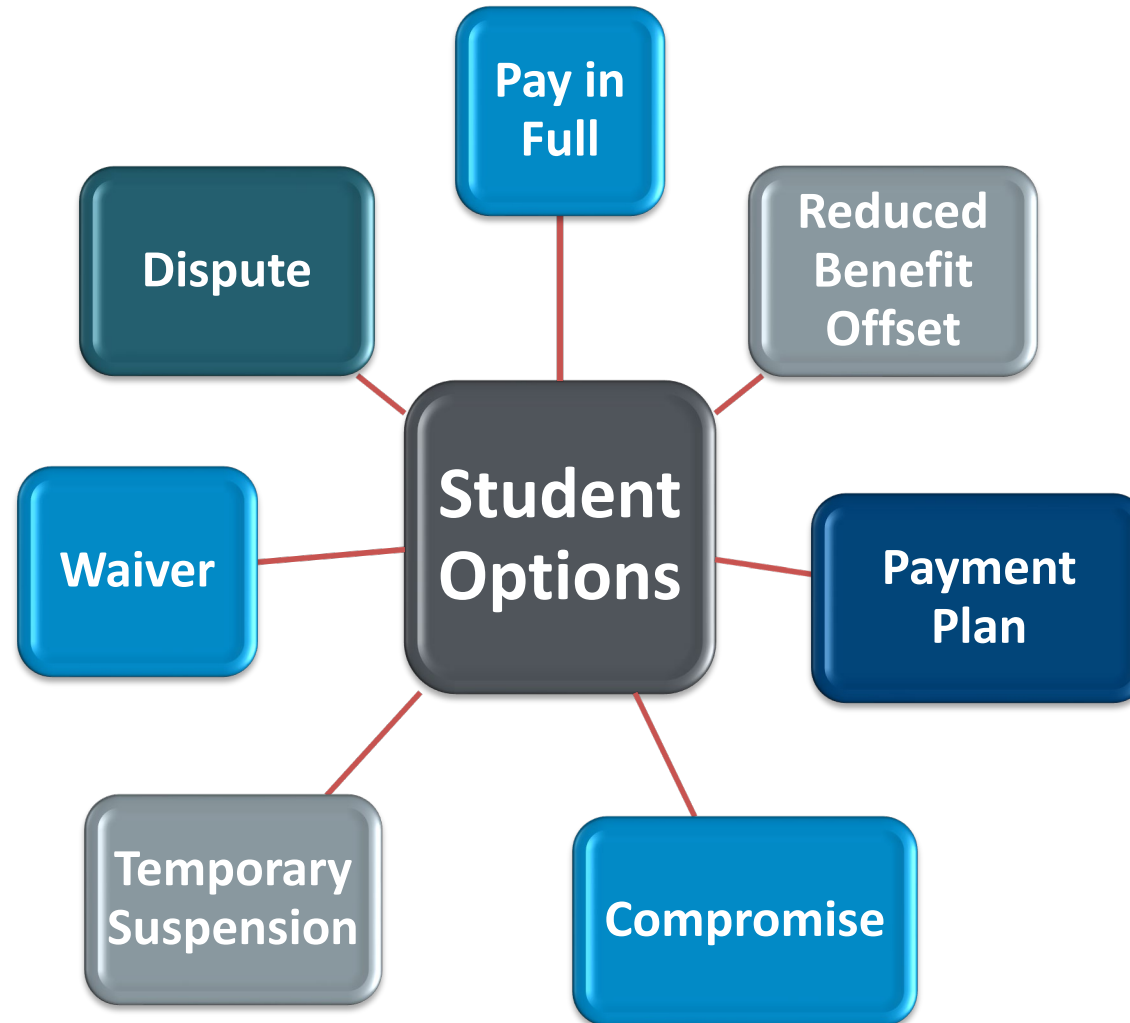 Pay in
Full
Reduced
Benefit
Offset
Dispute
Student
Options
Waiver
Payment
Plan
Temporary
Suspension
Compromise